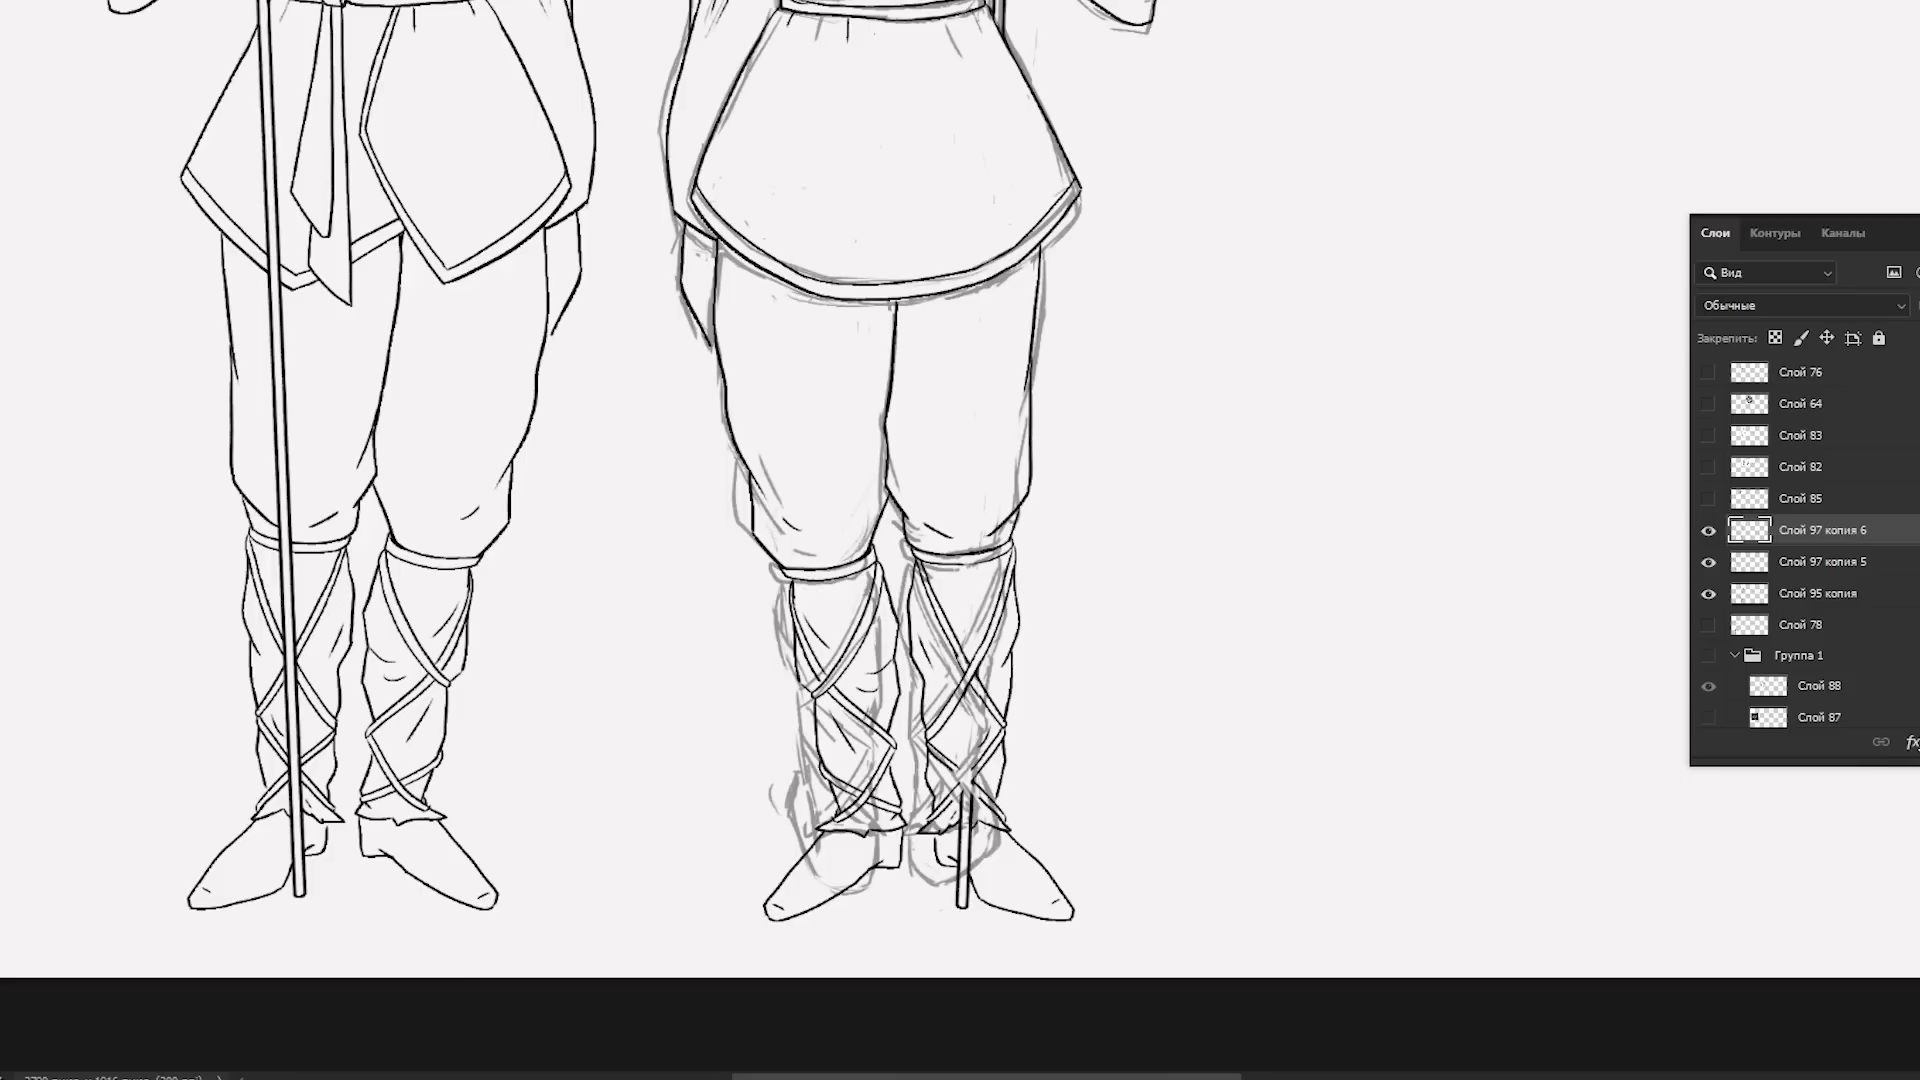 Слои Контуры Каналы
Вид
Обычные
Закрепить:
Слой 76
Слой 64
Слой 83
Слой 82
Слой 85
Слой 97 копия 6
Слой 97 копия 5
Слой 95 копия
Слой 78
Группа 1
Слой 88
Слой 87
fx